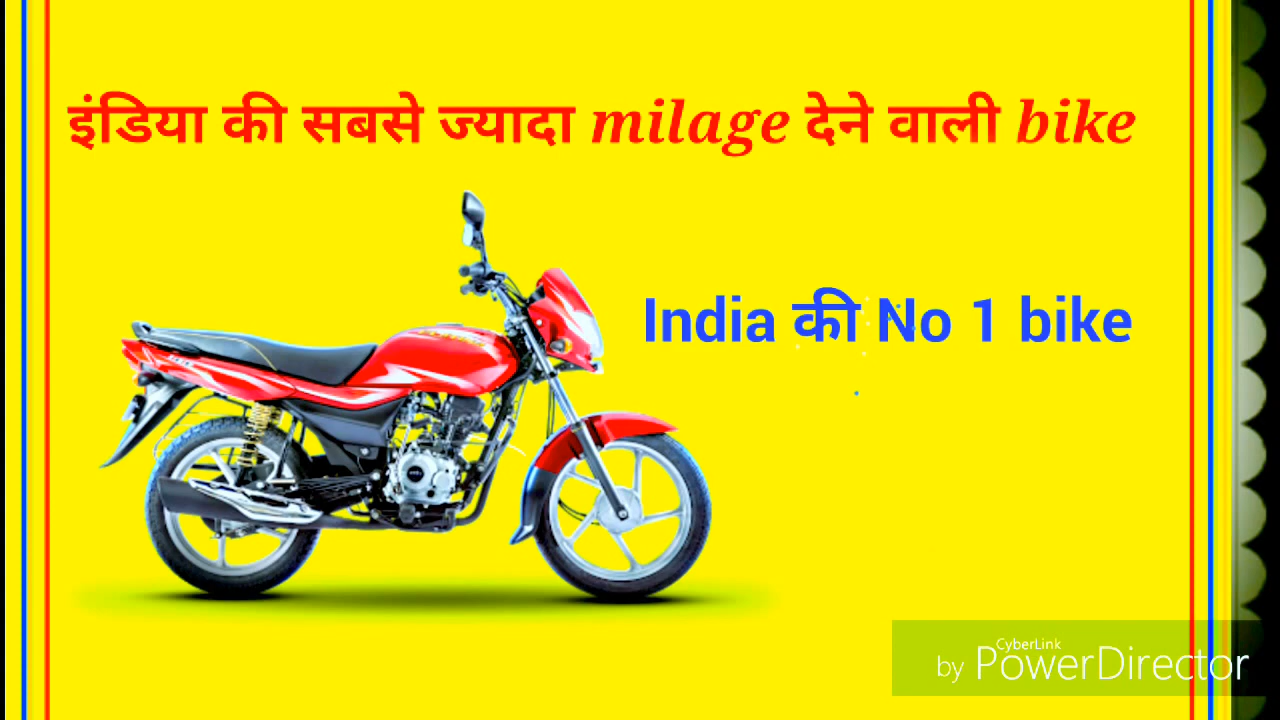 इंडिया की सबसे ज्यादा milage देने वाली bike
India की No 1 bike
CyberLink
by PowerDirector